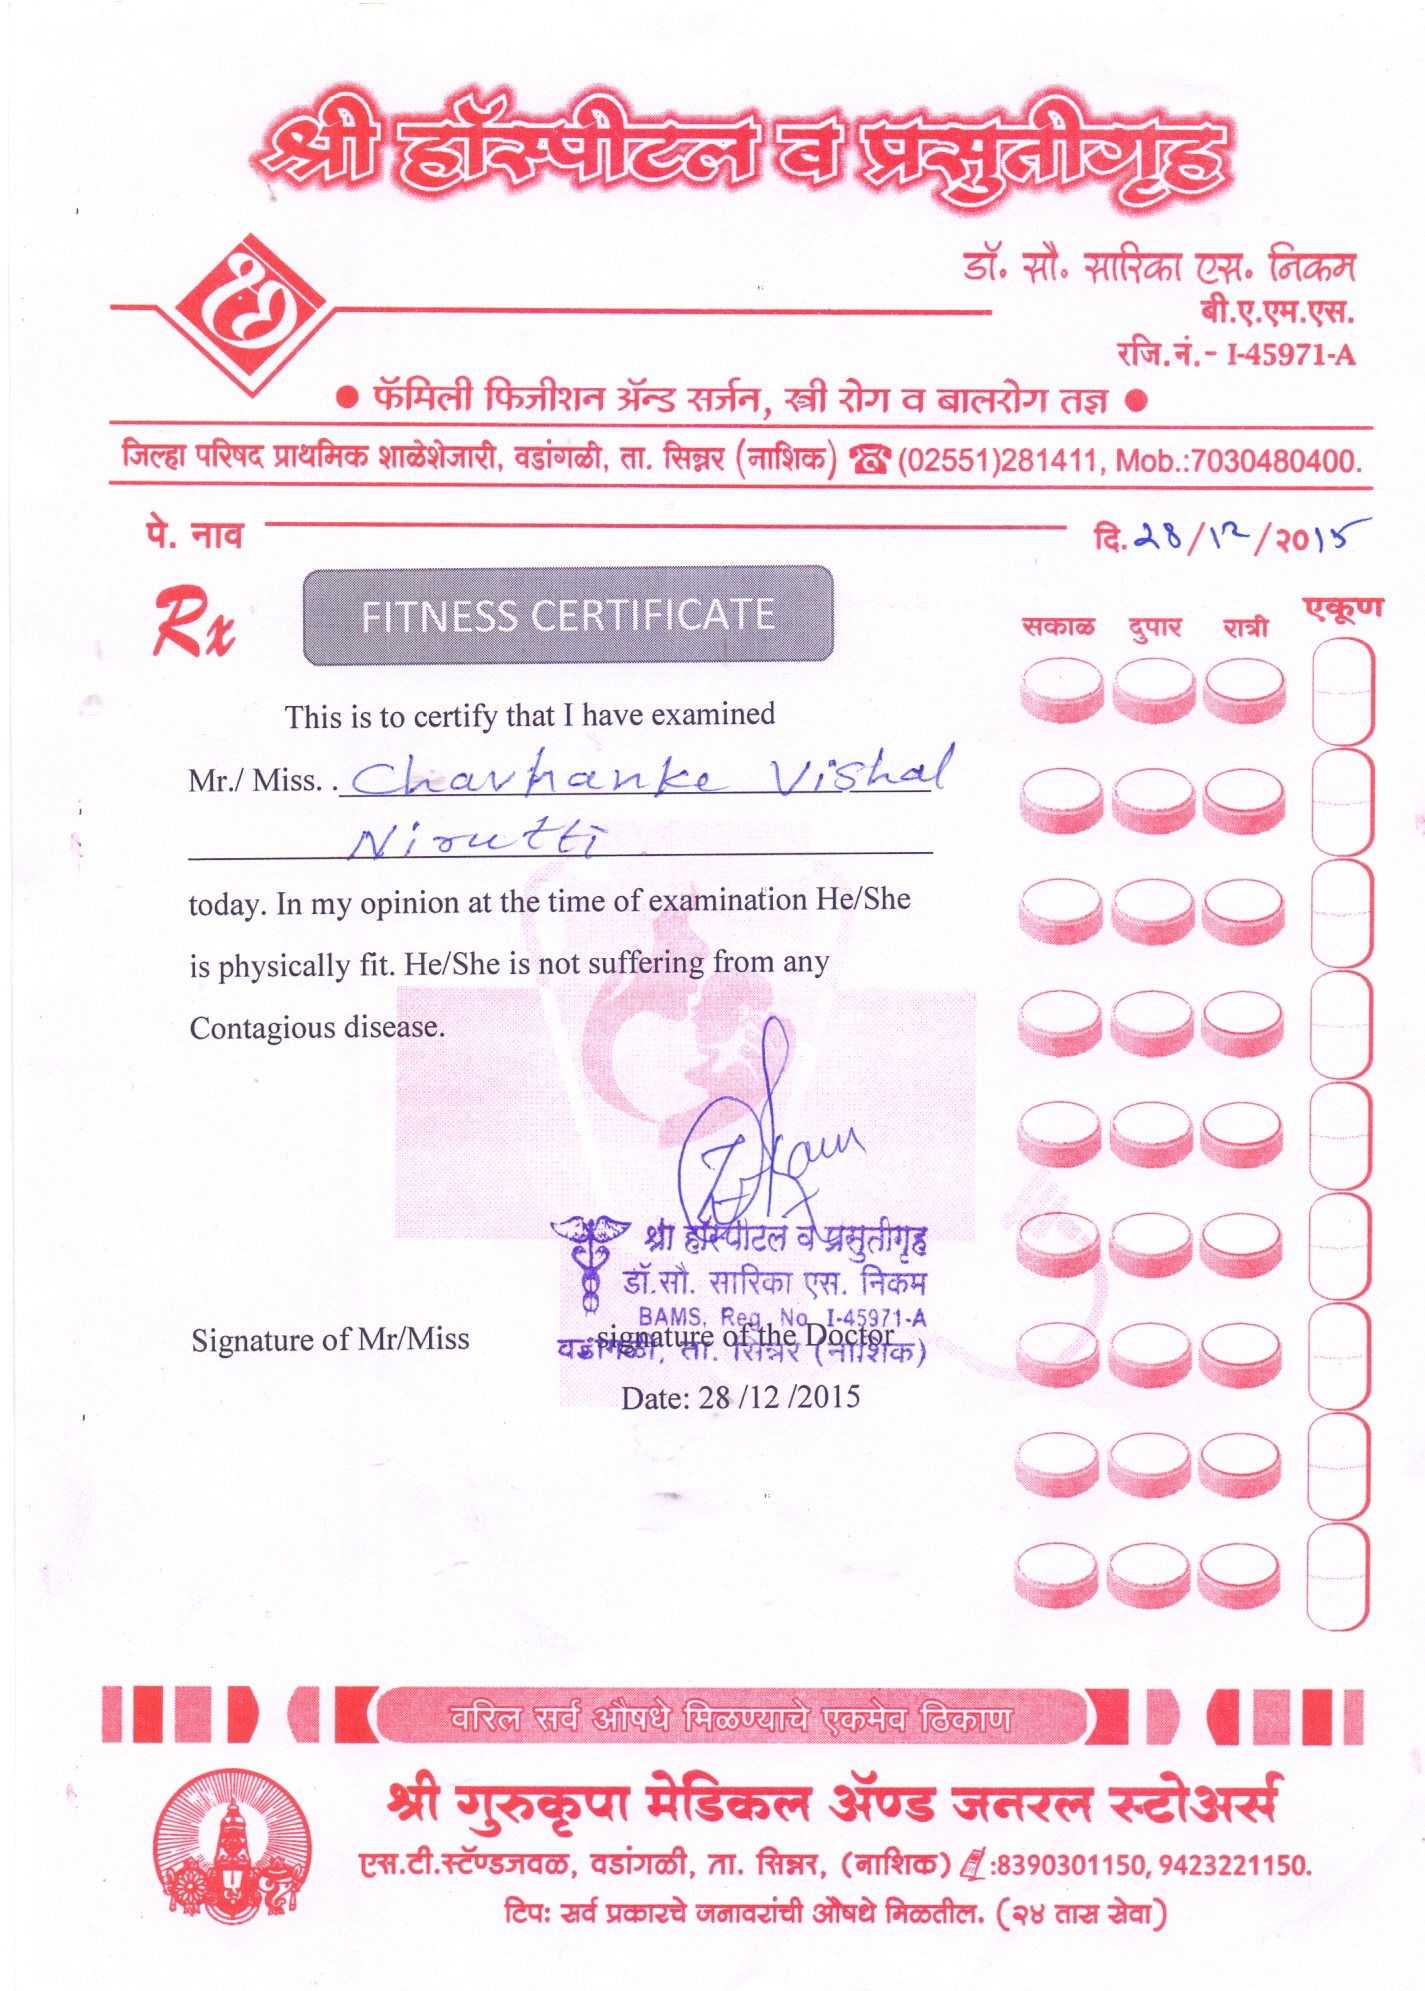 श्री हॉस्पीटल व प्रसुतीगृह
डॉ. सौ. सारिका एस. निकम
बी.ए.एम.एस.
रजि.नं.- I-45971-A
● फॅमिली फिजीशन ॲन्ड सर्जन, स्त्री रोग व बालरोग तज्ञ ●
जिल्हा परिषद प्राथमिक शाळेशेजारी, वडांगळी, ता. सिन्नर (नाशिक) ☎ (02551)281411, Mob.:7030480400.
पे. नाव दि. 28/12/२०15
Rx FITNESS CERTIFICATE
सकाळ दुपार रात्री एकूण
This is to certify that I have examined
Mr./ Miss. . Chavhanke Vishal
Nirutti
today. In my opinion at the time of examination He/She
is physically fit. He/She is not suffering from any
Contagious disease.
श्री हॉस्पीटल व प्रसुतीगृह
डॉ.सौ. सारिका एस. निकम
BAMS, Reg. No. I-45971-A
Signature of Mr/Miss signature of the Doctor
वडांगळी, ता. सिन्नर (नाशिक)
Date: 28 /12 /2015
वरिल सर्व औषधे मिळण्याचे एकमेव ठिकाण
श्री गुरुकृपा मेडिकल ॲण्ड जनरल स्टोअर्स
एस.टी.स्टॅण्डजवळ, वडांगळी, ता. सिन्नर, (नाशिक) :8390301150, 9423221150.
टिप: सर्व प्रकारचे जनावरांची औषधे मिळतील. (२४ तास सेवा)